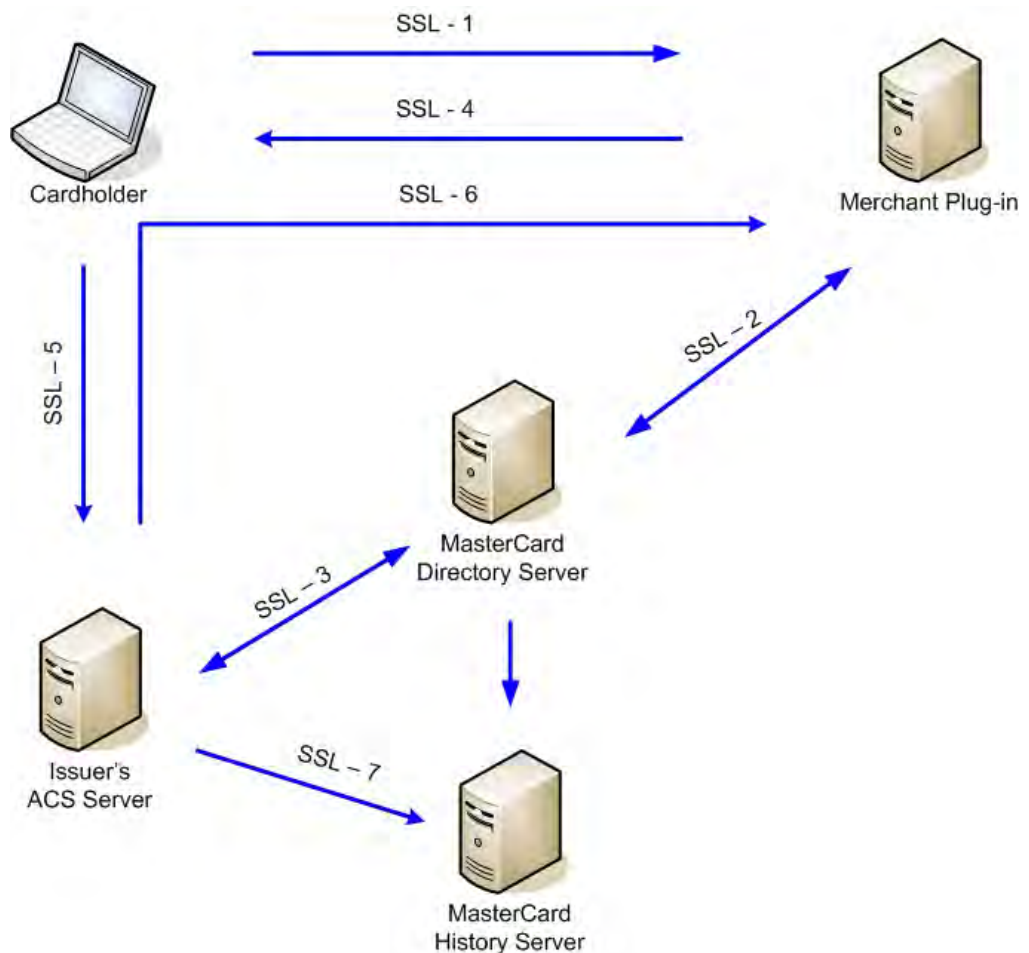 SSL - 1
SSL - 4
Cardholder
SSL - 6
Merchant Plug-in
SSL – 5
SSL – 2
MasterCard
Directory Server
SSL – 3
Issuer's
ACS Server
SSL – 7
MasterCard
History Server